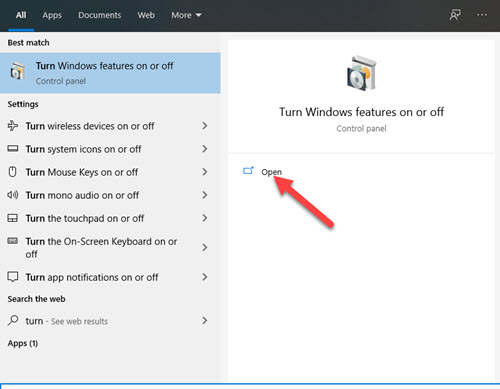 All Apps Documents Web More
Best match
Turn Windows features on or off
Control panel
Settings
Turn wireless devices on or off
Turn system icons on or off
Turn Mouse Keys on or off
Turn mono audio on or off
Turn the touchpad on or off
Turn the On-Screen Keyboard on or
off
Turn app notifications on or off
Search the web
turn - See web results
Apps (1)
Turn Windows features on or off
Control panel
Open